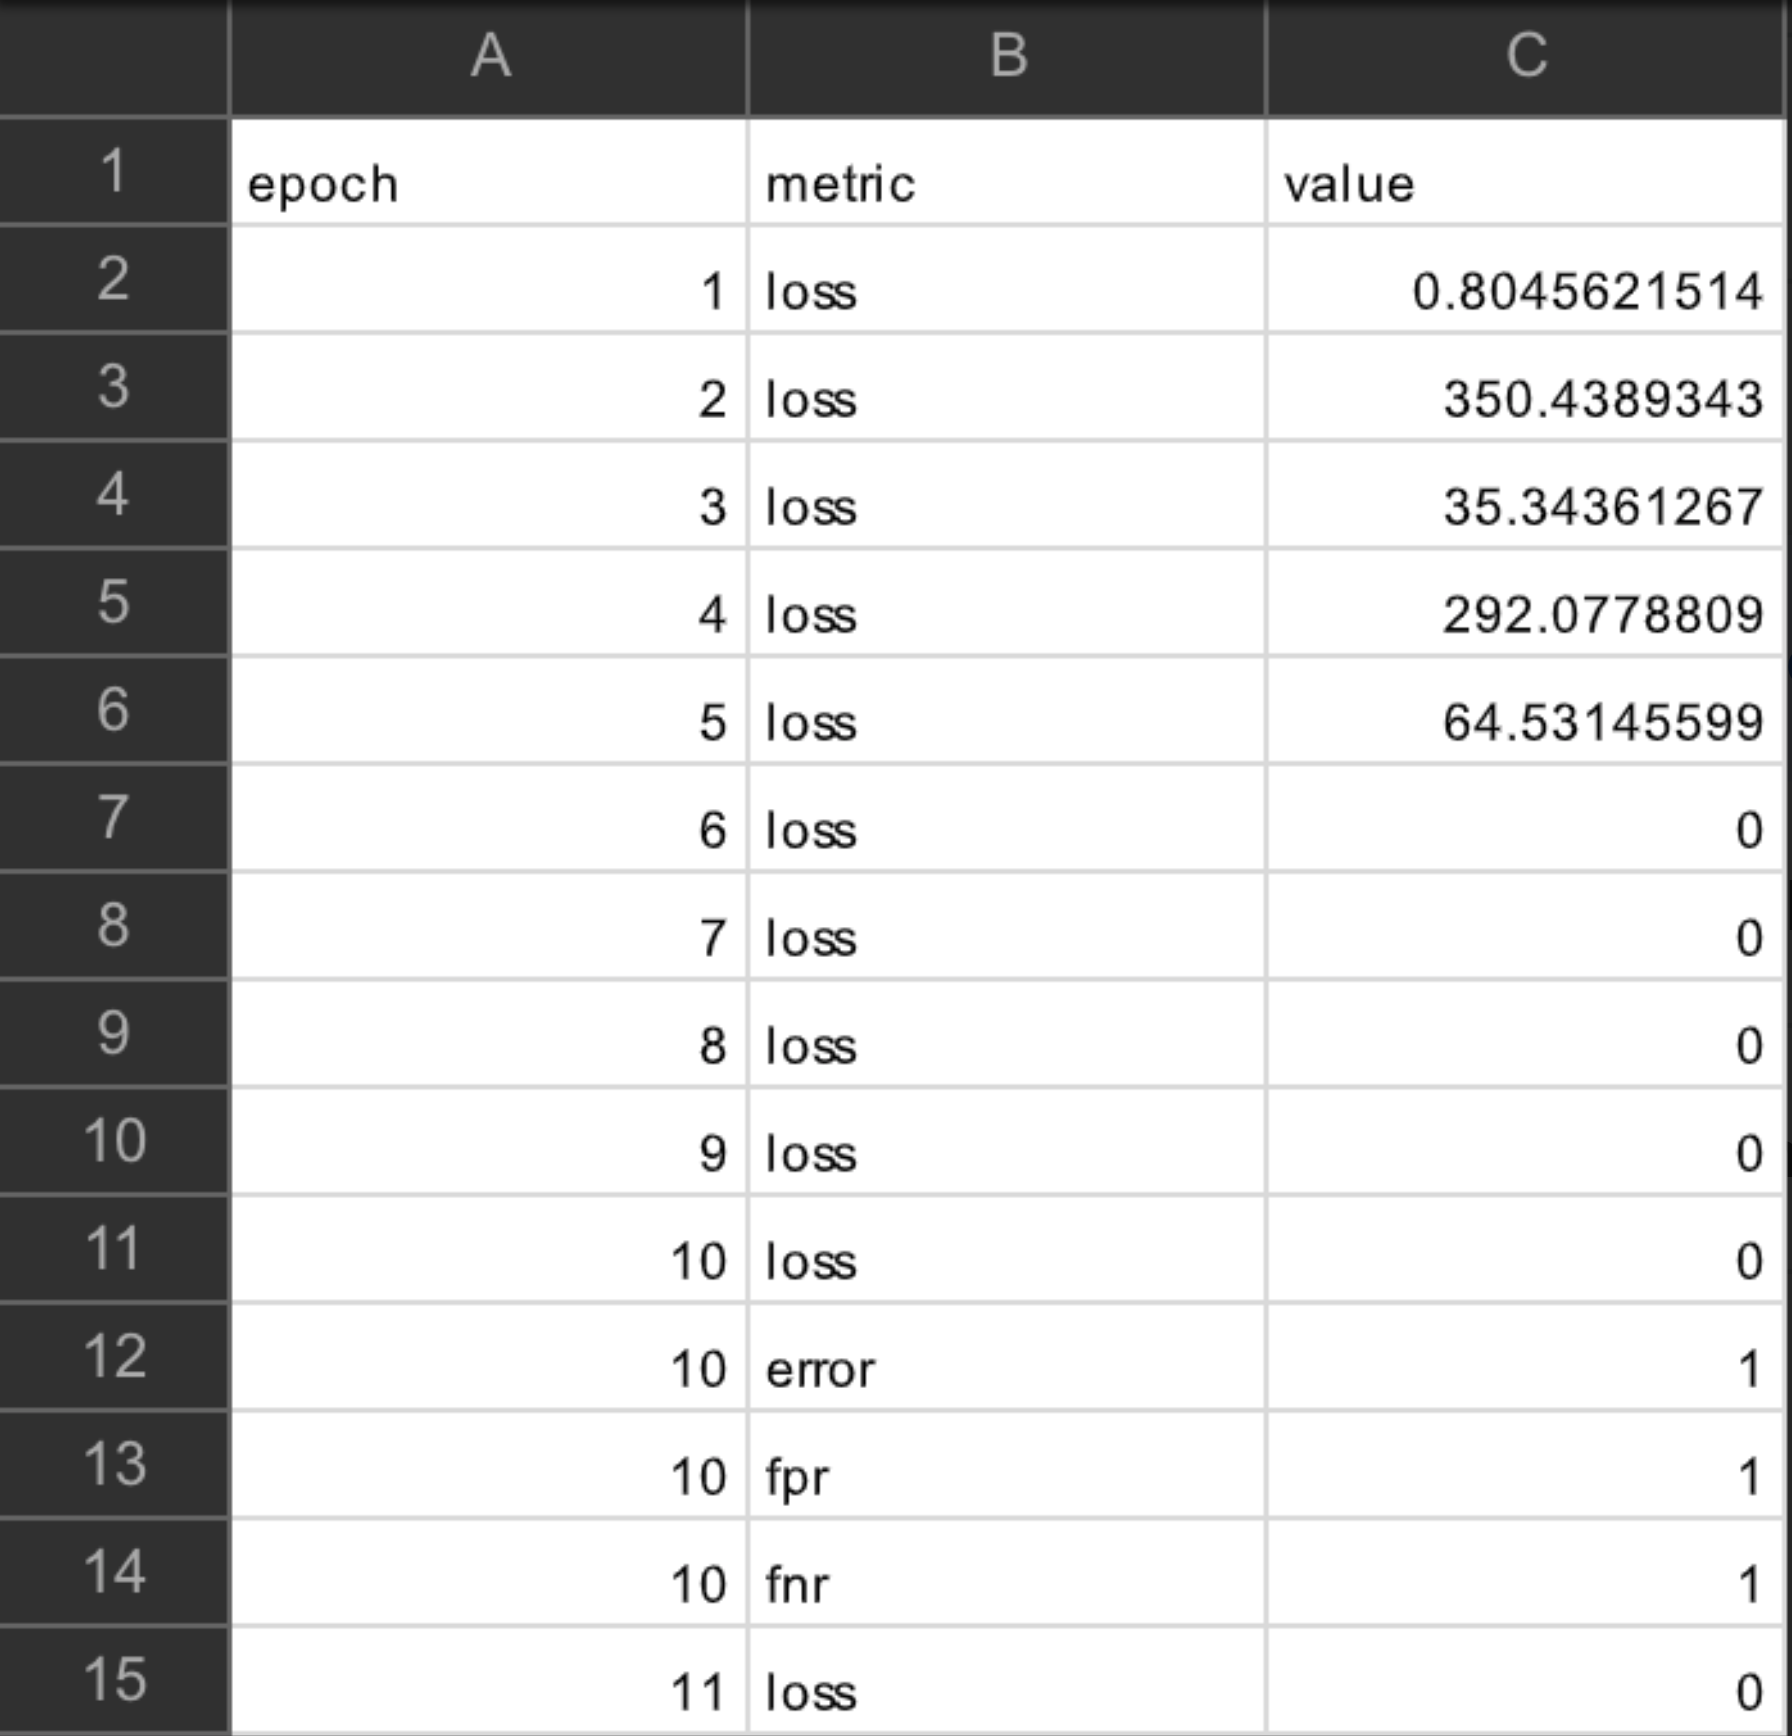 A B C
1 epoch metric value
2 1 loss 0.8045621514
3 2 loss 350.4389343
4 3 loss 35.34361267
5 4 loss 292.0778809
6 5 loss 64.53145599
7 6 loss 0
8 7 loss 0
9 8 loss 0
10 9 loss 0
11 10 loss 0
12 10 error 1
13 10 fpr 1
14 10 fnr 1
15 11 loss 0